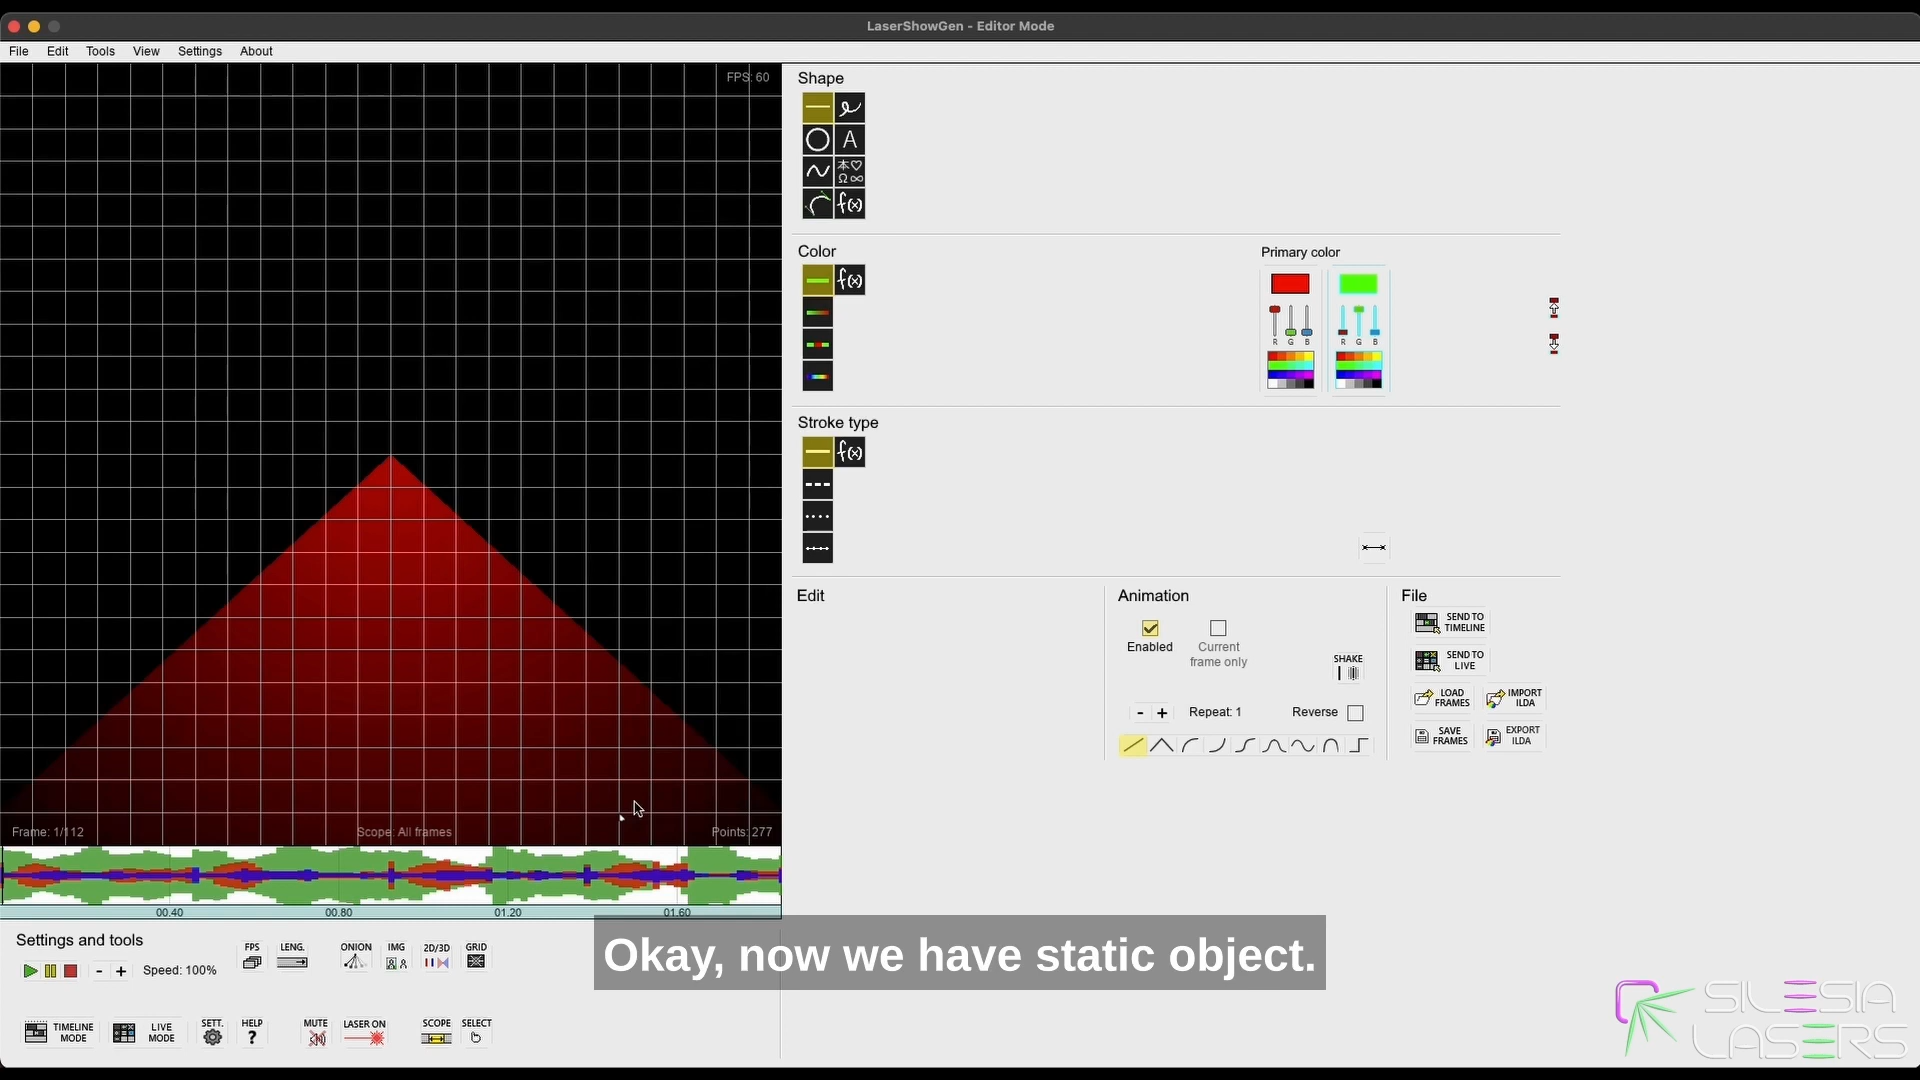 LaserShowGen - Editor Mode
File Edit Tools View Settings About
FPS: 60
Shape
A
本♡
Ω∞
f(x)
Color
f(x)
Primary color
R G B
R G B
Stroke type
f(x)
Edit
Animation
Enabled
Current
frame only
SHAKE
- + Repeat: 1 Reverse
File
SEND TO
TIMELINE
SEND TO
LIVE
LOAD
FRAMES
IMPORT
ILDA
SAVE
FRAMES
EXPORT
ILDA
Frame: 1/112 Scope: All frames Points: 277
00.40 00.80 01.20 01.60
Settings and tools
- + Speed: 100%
FPS LENG. ONION IMG 2D/3D GRID
TIMELINE
MODE
LIVE
MODE
SETT. HELP MUTE LASER ON SCOPE SELECT
?
Okay, now we have static object.
SILESIA
LASERS